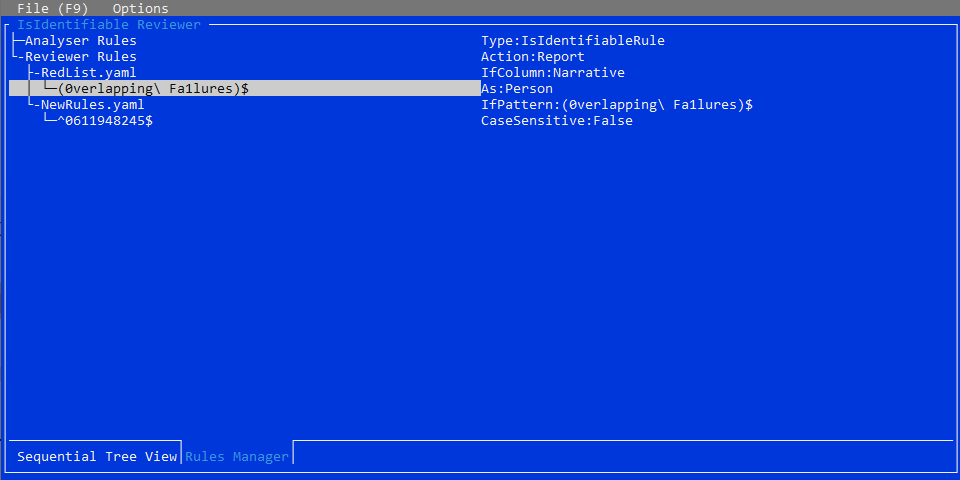 File (F9)   Options
IsIdentifiable Reviewer
Analyser Rules
Type:IsIdentifiableRule
Reviewer Rules
Action:Report
RedList.yaml
IfColumn:Narrative
(0verlapping\ Fa1lures)$
As:Person
NewRules.yaml
IfPattern:(0verlapping\ Fa1lures)$
^0611948245$
CaseSensitive:False
Sequential Tree View
Rules Manager